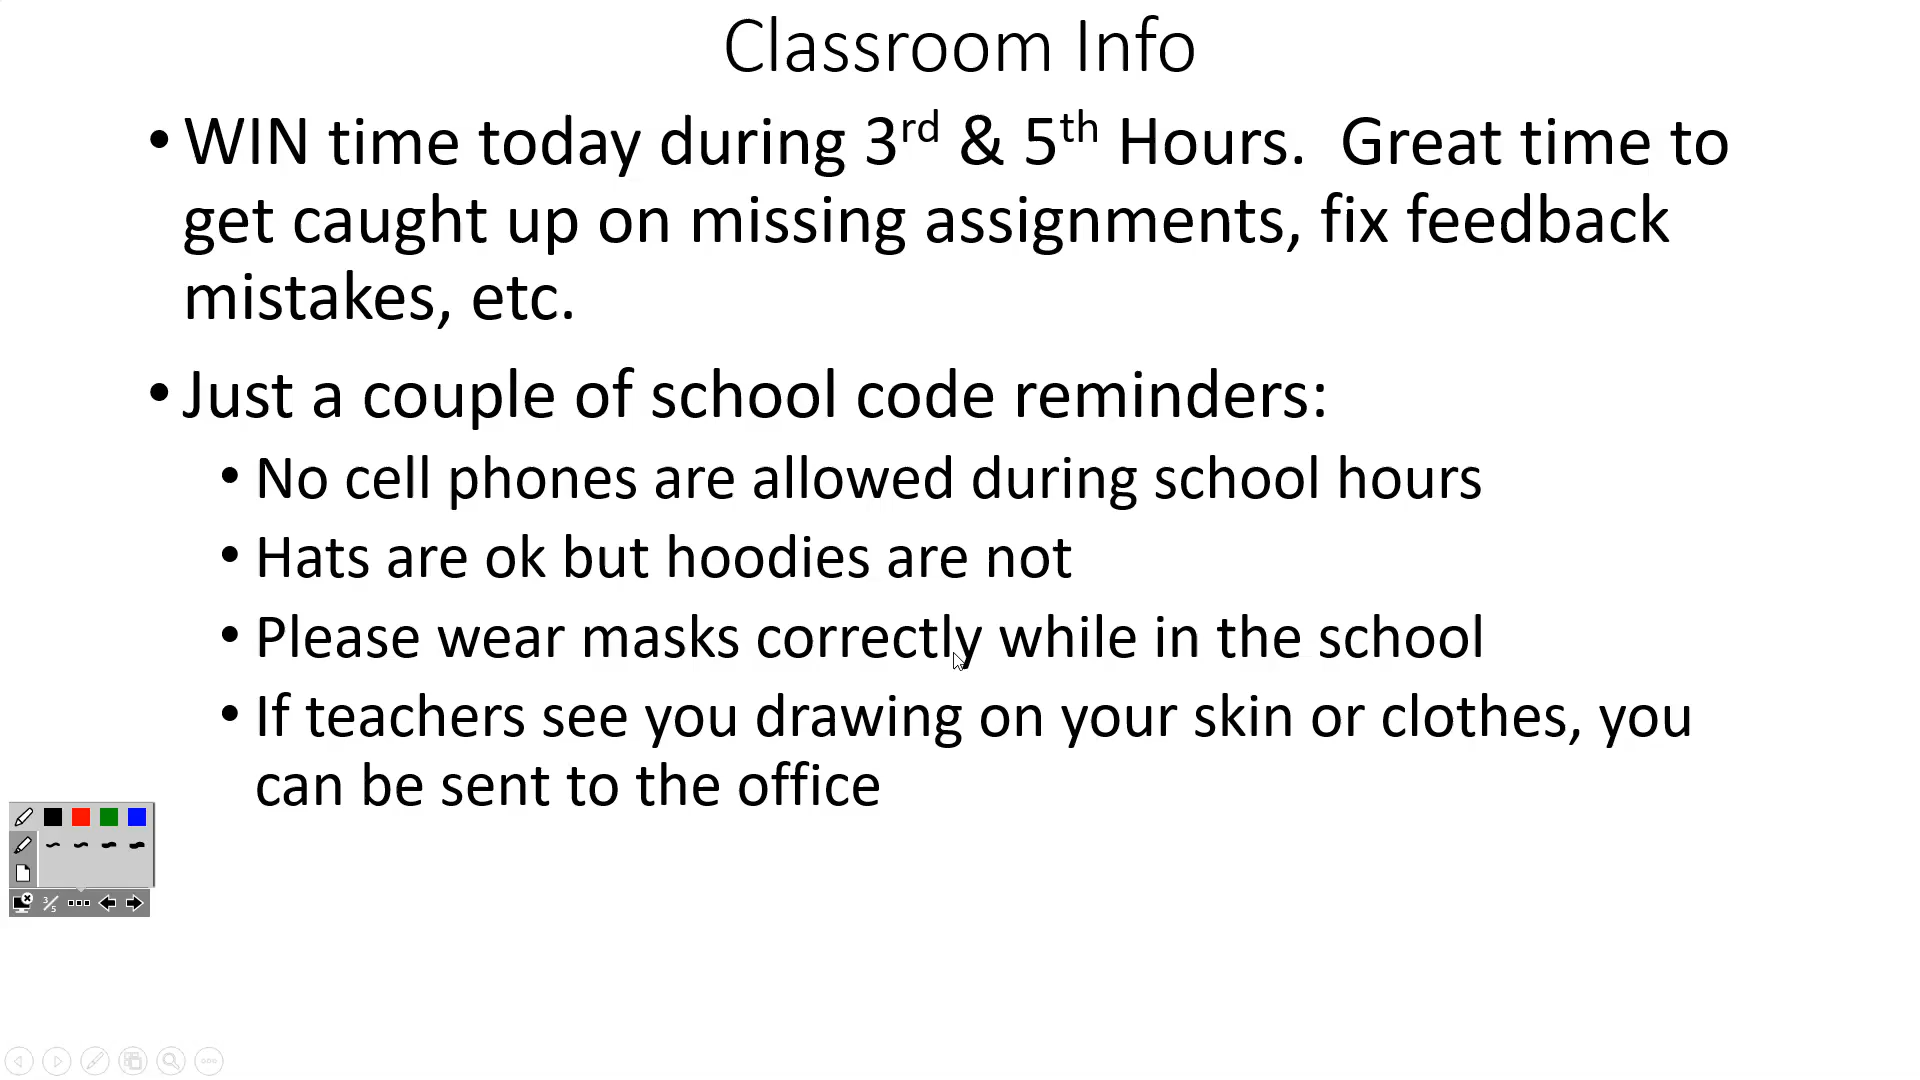 Classroom Info
• WIN time today during 3rd & 5th Hours.  Great time to
get caught up on missing assignments, fix feedback
mistakes, etc.
• Just a couple of school code reminders:
• No cell phones are allowed during school hours
• Hats are ok but hoodies are not
• Please wear masks correctly while in the school
• If teachers see you drawing on your skin or clothes, you
can be sent to the office
3/5